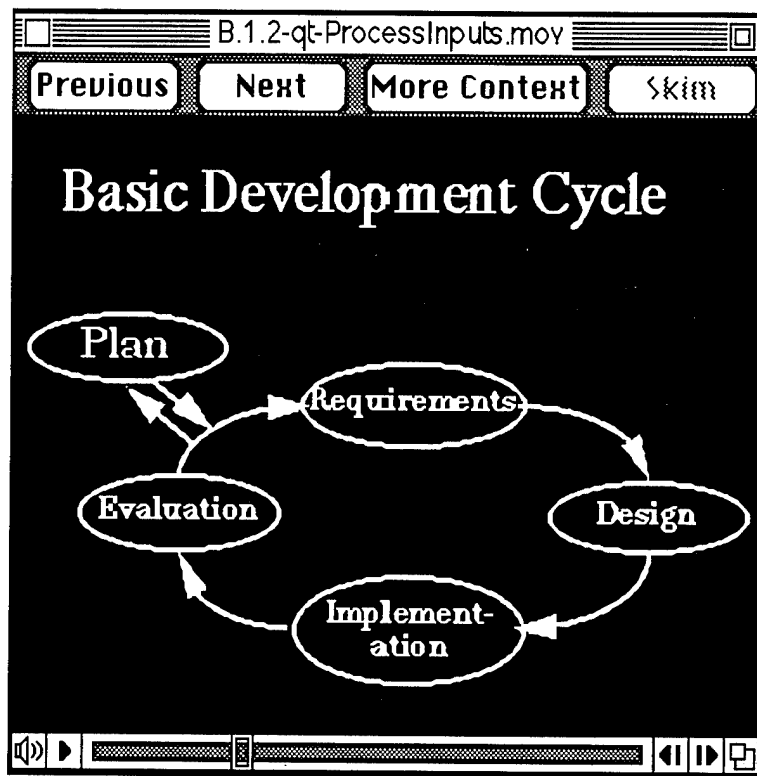 B.1.2-qt-ProcessInputs.mov
Previous Next More Context Skim
Basic Development Cycle
Plan
Requirements
Evaluation
Design
Implement-
ation